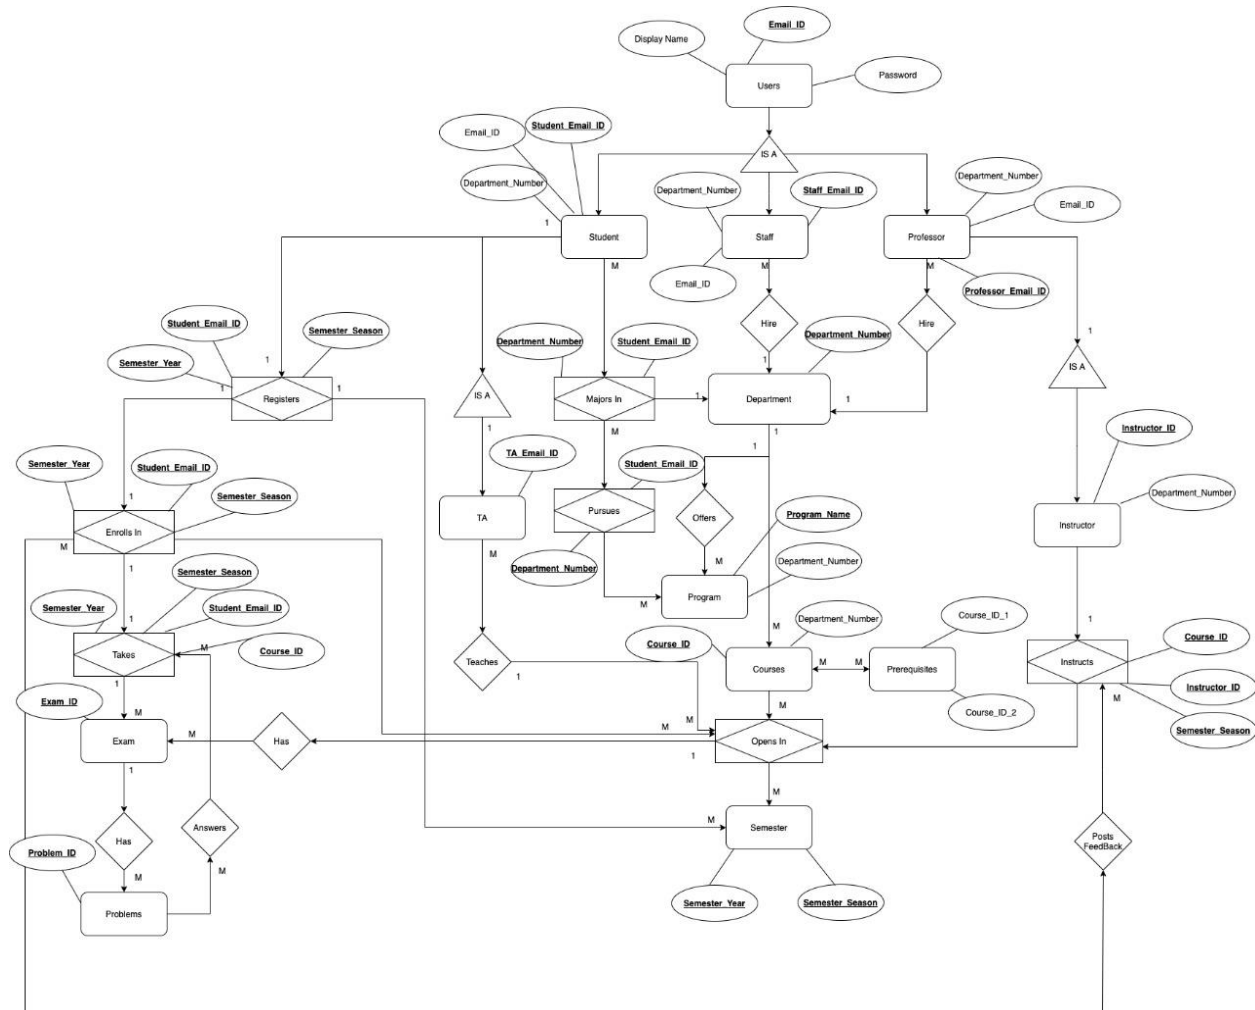 Email_ID
Display Name
Password
Users
IS A
Student_Email_ID
Email_ID
Department_Number
Department_Number
Staff_Email_ID
Department_Number
Email_ID
1
Student
Staff
Professor
M
M
M
Email_ID
Professor_Email_ID
Student_Email_ID
Semester_Season
Department_Number
Student_Email_ID
Hire
Department_Number
Hire
Semester_Year
1
1
1
1
1
IS A
1
IS A
Registers
Majors In
1
Department
1
1
M
1
1
Instructor_ID
TA_Email_ID
Student_Email_ID
Semester_Year
Student_Email_ID
Semester_Season
Department_Number
Program_Name
Enrolls In
M
1
TA
M
Pursues
Offers
Instructor
Department_Number
Department_Number
M
Program
M
1
Semester_Season
Semester_Year
Student_Email_ID
1
Course_ID
Takes
M
Course_ID
Department_Number
M
Course_ID_1
1
Course_ID
Teaches
1
Courses
M
M
Prerequisites
Instructs
Instructor_ID
1
Exam_ID
M
M
Course_ID_2
M
Semester_Season
Exam
M
Has
M
M
1
Opens In
1
M
Has
Answers
M
Semester
Posts
FeedBack
Problem_ID
M
M
M
Problems
Semester_Year
Semester_Season